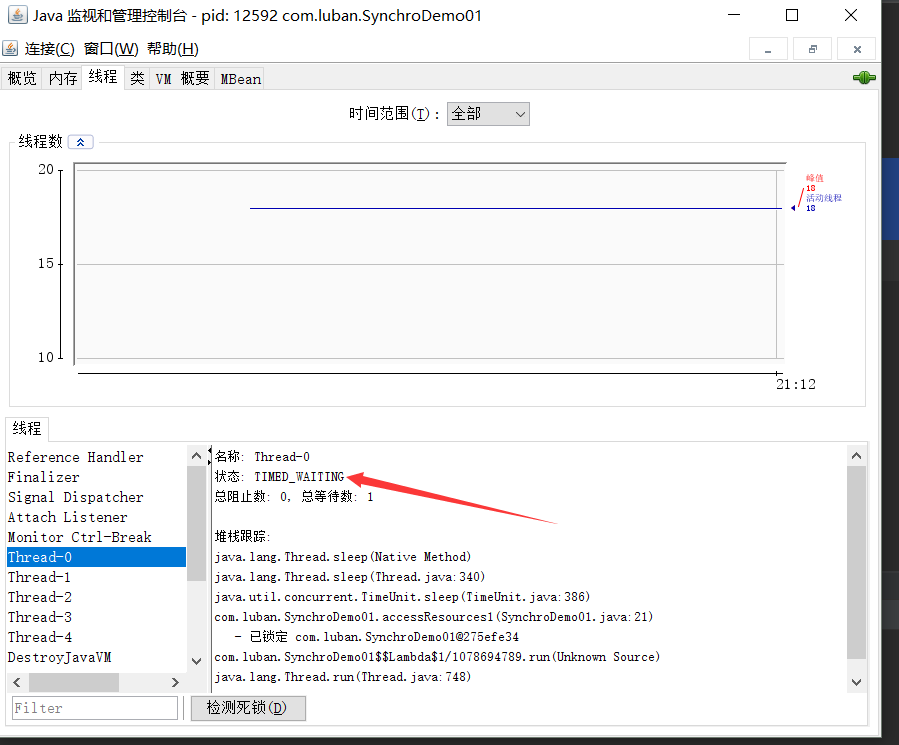 Java 监视和管理控制台 - pid: 12592 com.luban.SynchroDemo01
连接(C) 窗口(W) 帮助(H)
概览 内存 线程 类 VM 概要 MBean
时间范围(T): 全部
线程数
20
15
10
峰值
18
活动线程
18
21:12
线程
Reference Handler
Finalizer
Signal Dispatcher
Attach Listener
Monitor Ctrl-Break
Thread-0
Thread-1
Thread-2
Thread-3
Thread-4
DestroyJavaVM
Filter
名称: Thread-0
状态: TIMED_WAITING
总阻止数: 0, 总等待数: 1
堆栈跟踪:
java.lang.Thread.sleep(Native Method)
java.lang.Thread.sleep(Thread.java:340)
java.util.concurrent.TimeUnit.sleep(TimeUnit.java:386)
com.luban.SynchroDemo01.accessResources1(SynchroDemo01.java:21)
- 已锁定 com.luban.SynchroDemo01@275efe34
com.luban.SynchroDemo01$$Lambda$1/1078694789.run(Unknown Source)
java.lang.Thread.run(Thread.java:748)
检测死锁(D)